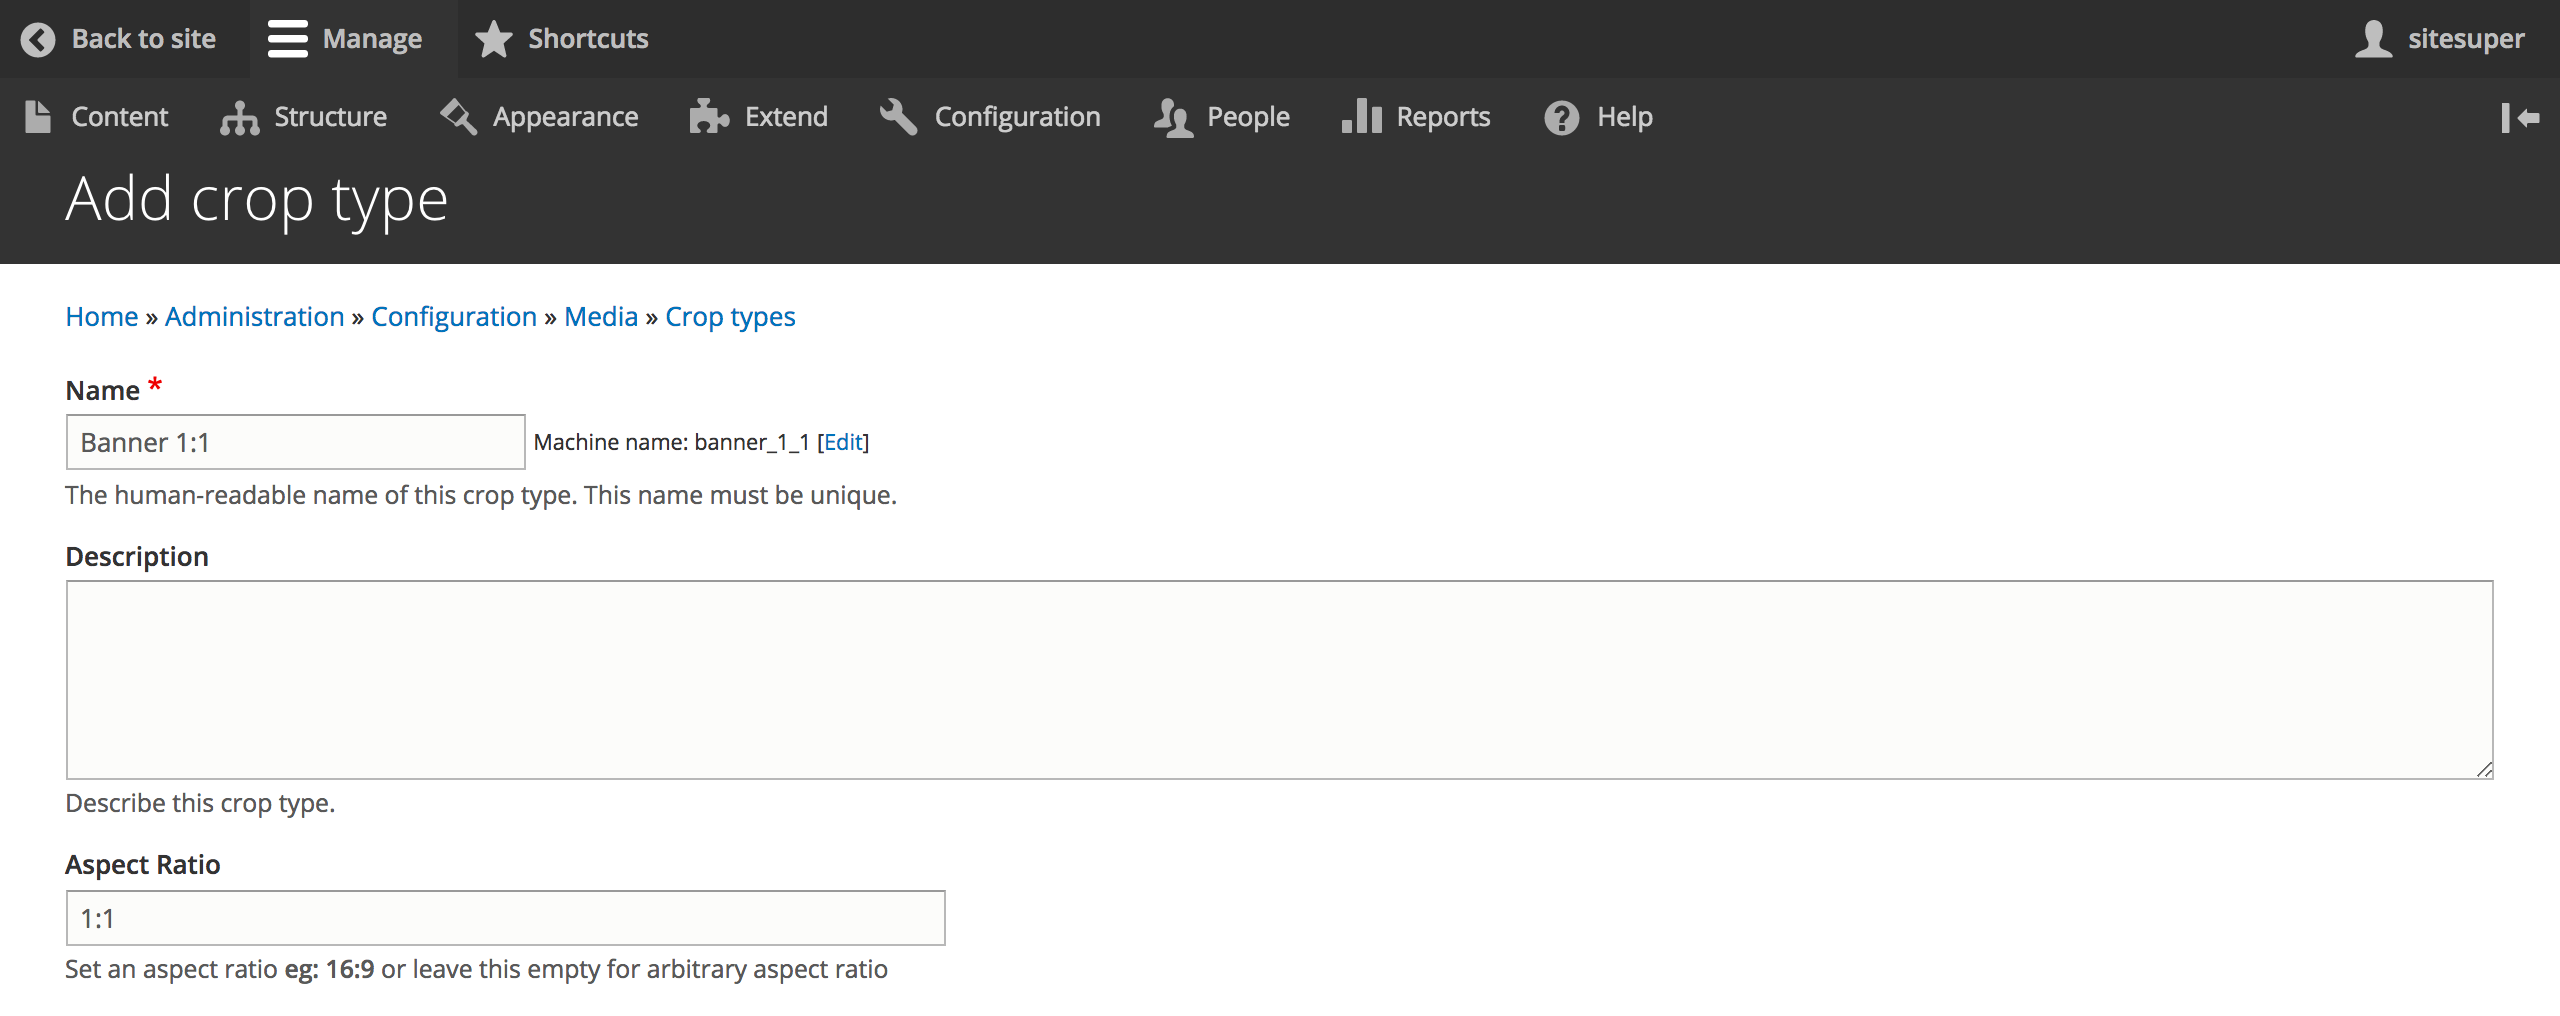 Back to site Manage Shortcuts sitesuper
Content Structure Appearance Extend Configuration People Reports Help
Add crop type
Home » Administration » Configuration » Media » Crop types
Name *
Banner 1:1 Machine name: banner_1_1 [Edit]
The human-readable name of this crop type. This name must be unique.
Description
Describe this crop type.
Aspect Ratio
1:1
Set an aspect ratio eg: 16:9 or leave this empty for arbitrary aspect ratio